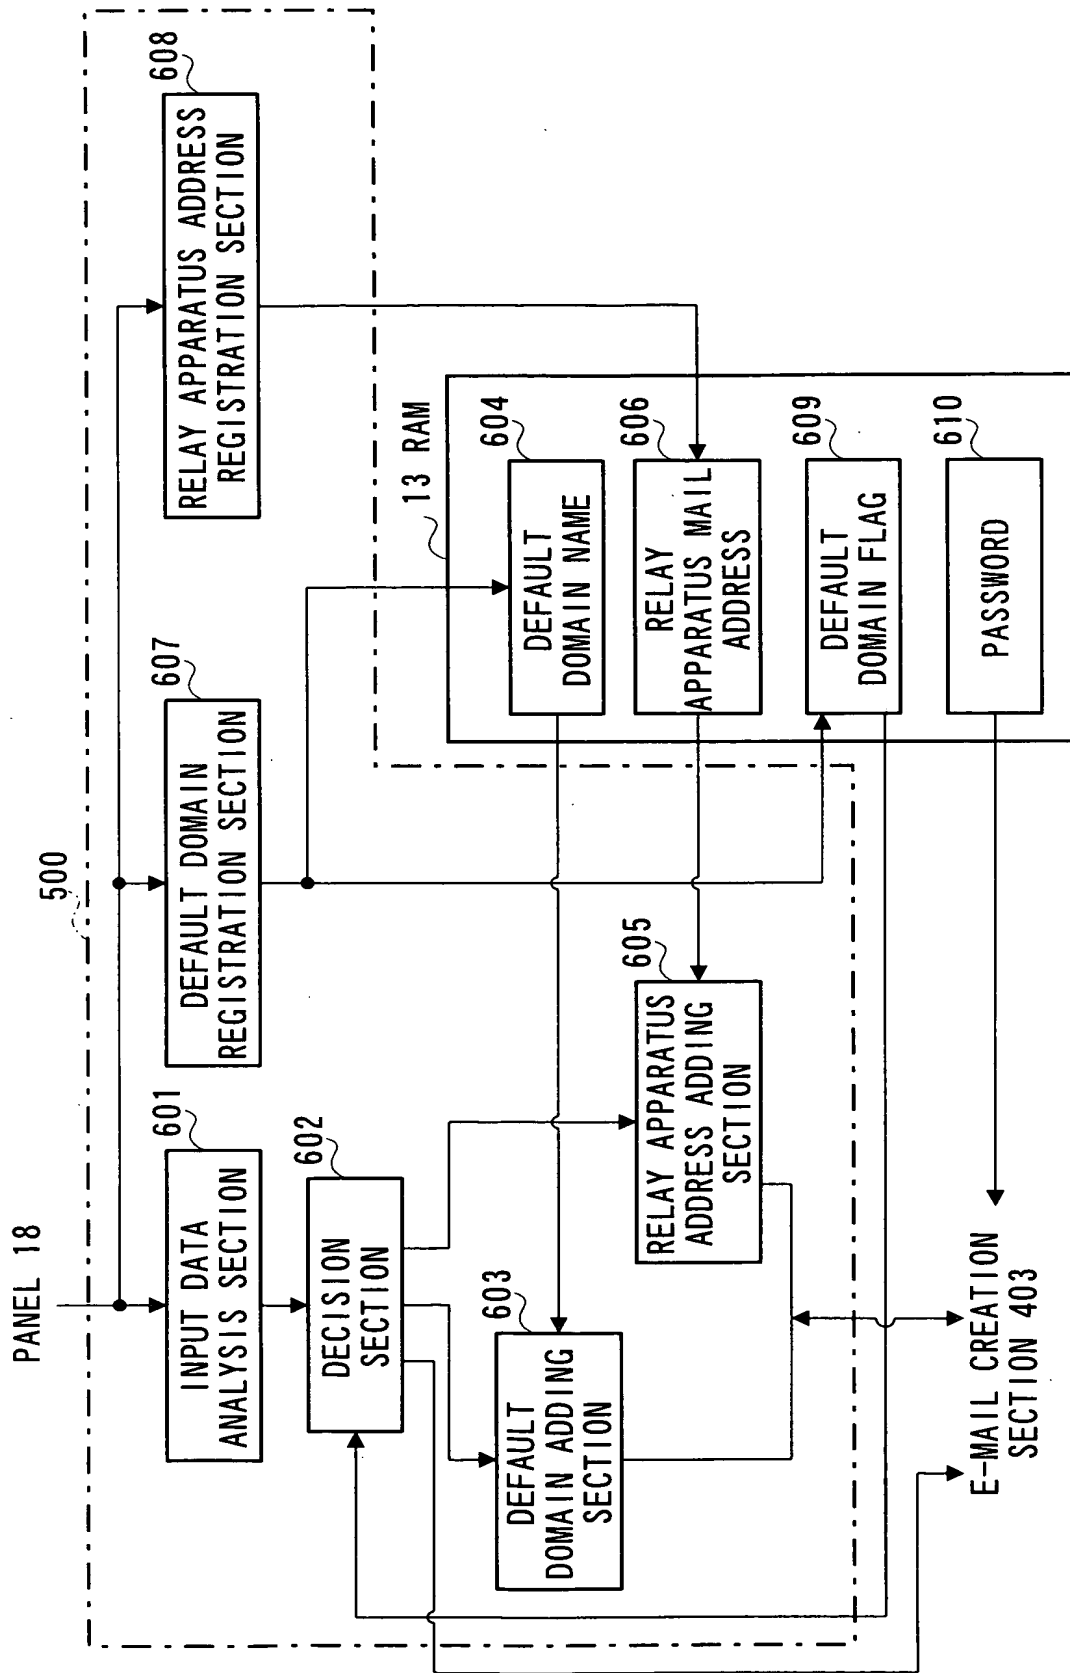 PANEL 18
500
601
INPUT DATA
ANALYSIS SECTION
607
DEFAULT DOMAIN
REGISTRATION SECTION
608
RELAY APPARATUS ADDRESS
REGISTRATION SECTION
602
DECISION
SECTION
603
DEFAULT
DOMAIN ADDING
SECTION
605
RELAY APPARATUS
ADDRESS ADDING
SECTION
13 RAM
604
DEFAULT
DOMAIN NAME
606
RELAY
APPARATUS MAIL
ADDRESS
609
DEFAULT
DOMAIN FLAG
610
PASSWORD
E-MAIL CREATION
SECTION 403